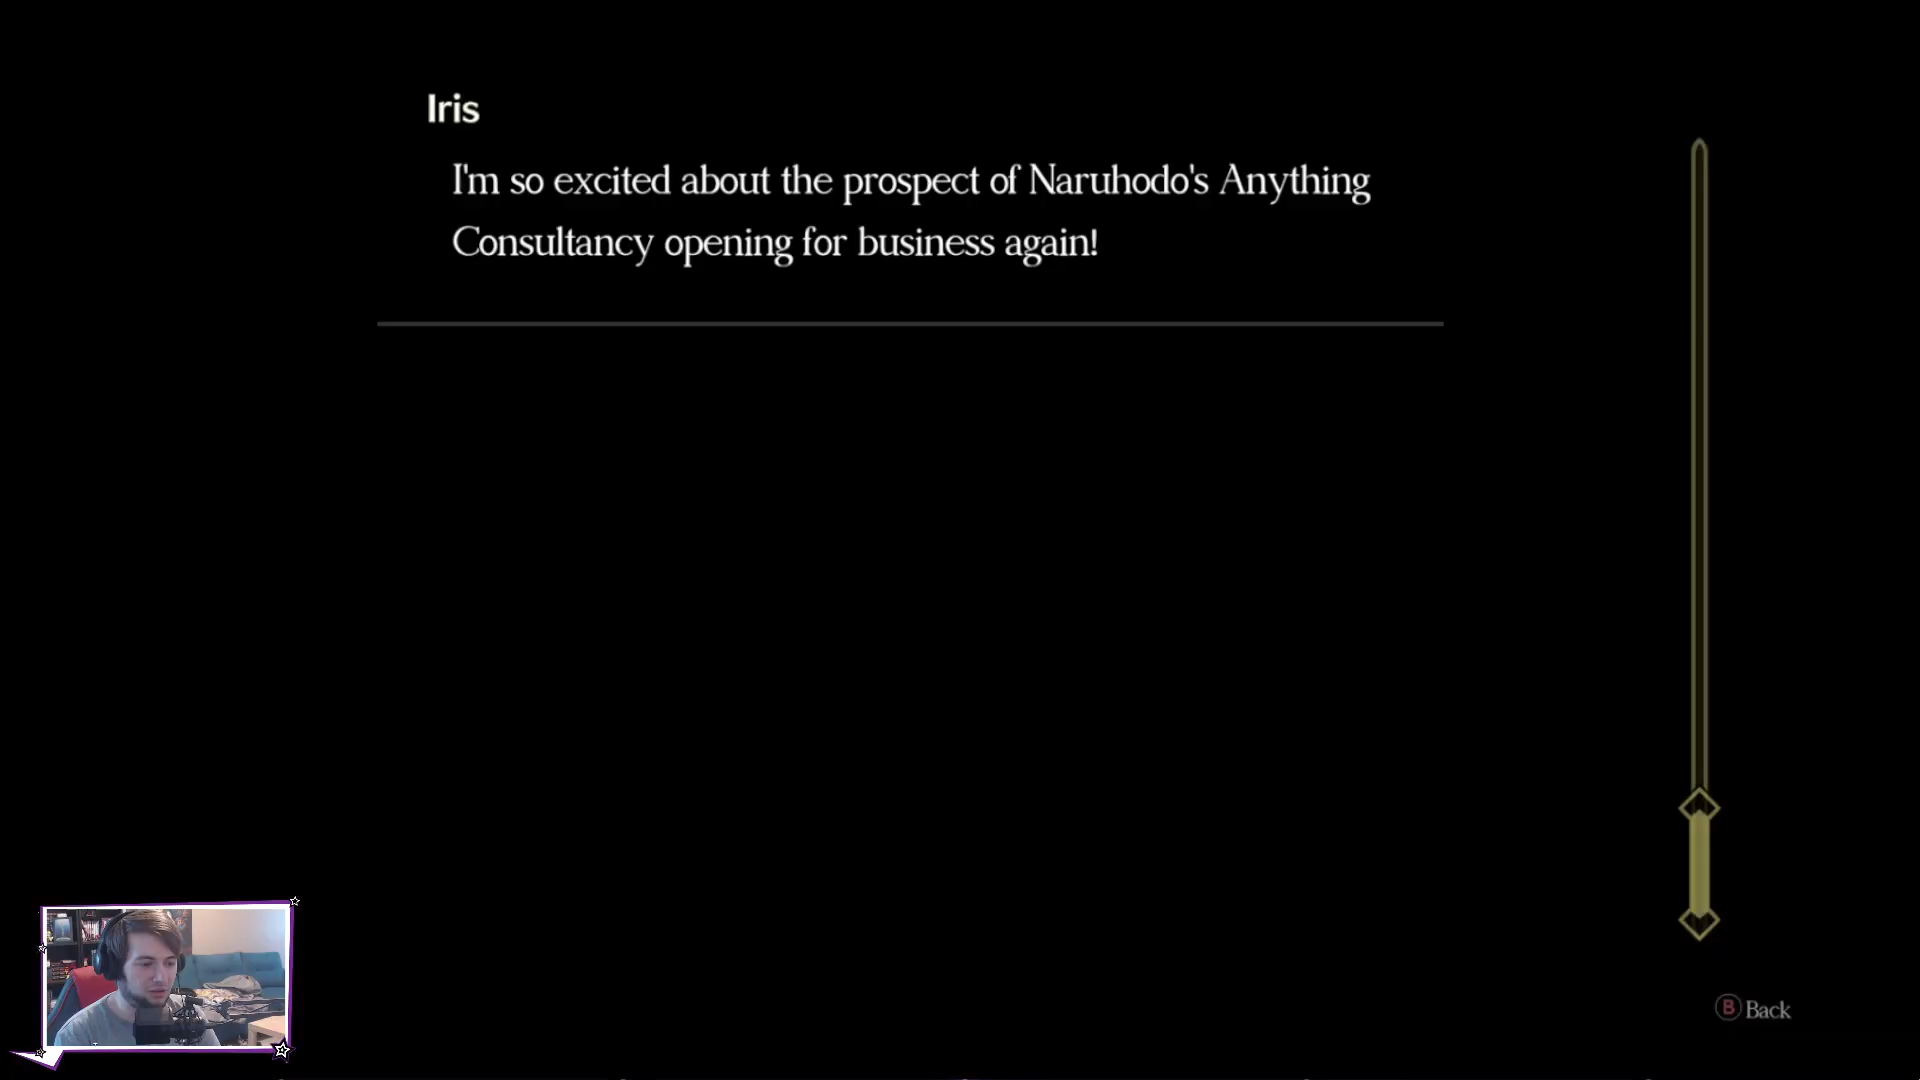 Iris
I'm so excited about the prospect of Naruhodo's Anything
Consultancy opening for business again!
B Back